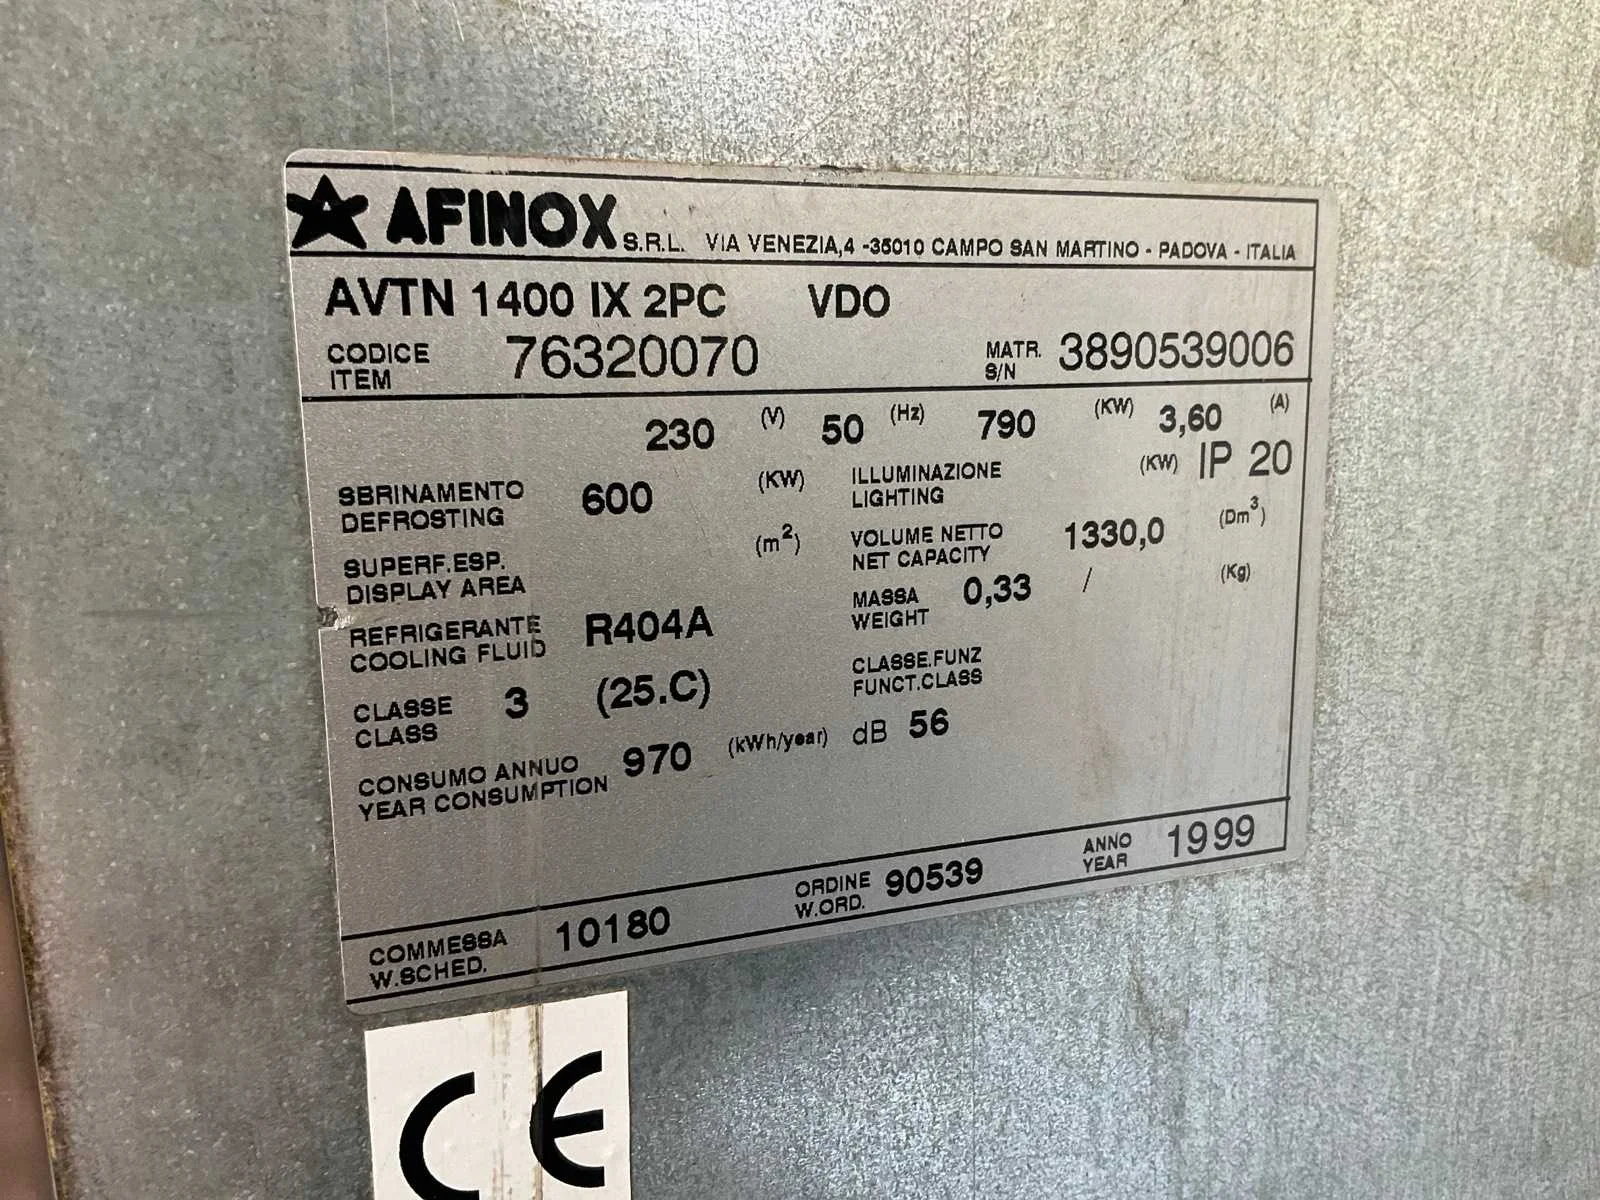 AFINOX S.R.L. VIA VENEZIA,4 -35010 CAMPO SAN MARTINO - PADOVA - ITALIA
AVTN 1400 IX 2PC VDO
CODICE ITEM 76320070 MATR. S/N 3890539006
230 (V) 50 (Hz) 790 (KW) 3,60 (A)
SBRINAMENTO DEFROSTING 600 (KW) ILLUMINAZIONE LIGHTING (KW) IP 20
SUPERF.ESP. DISPLAY AREA (m²) VOLUME NETTO NET CAPACITY 1330,0 (Dm³)
REFRIGERANTE COOLING FLUID R404A MASSA WEIGHT 0,33 / (Kg)
CLASSE CLASS 3 (25.C) CLASSE.FUNZ FUNCT.CLASS
CONSUMO ANNUO YEAR CONSUMPTION 970 (kWh/year) dB 56
COMMESSA W.SCHED. 10180 ORDINE W.ORD. 90539 ANNO YEAR 1999
CE